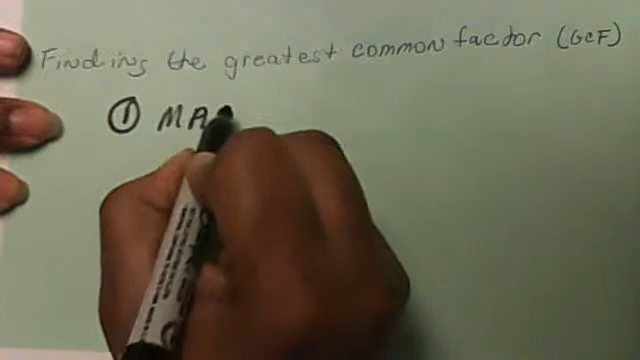 Finding the greatest common factor (GCF)
① MA